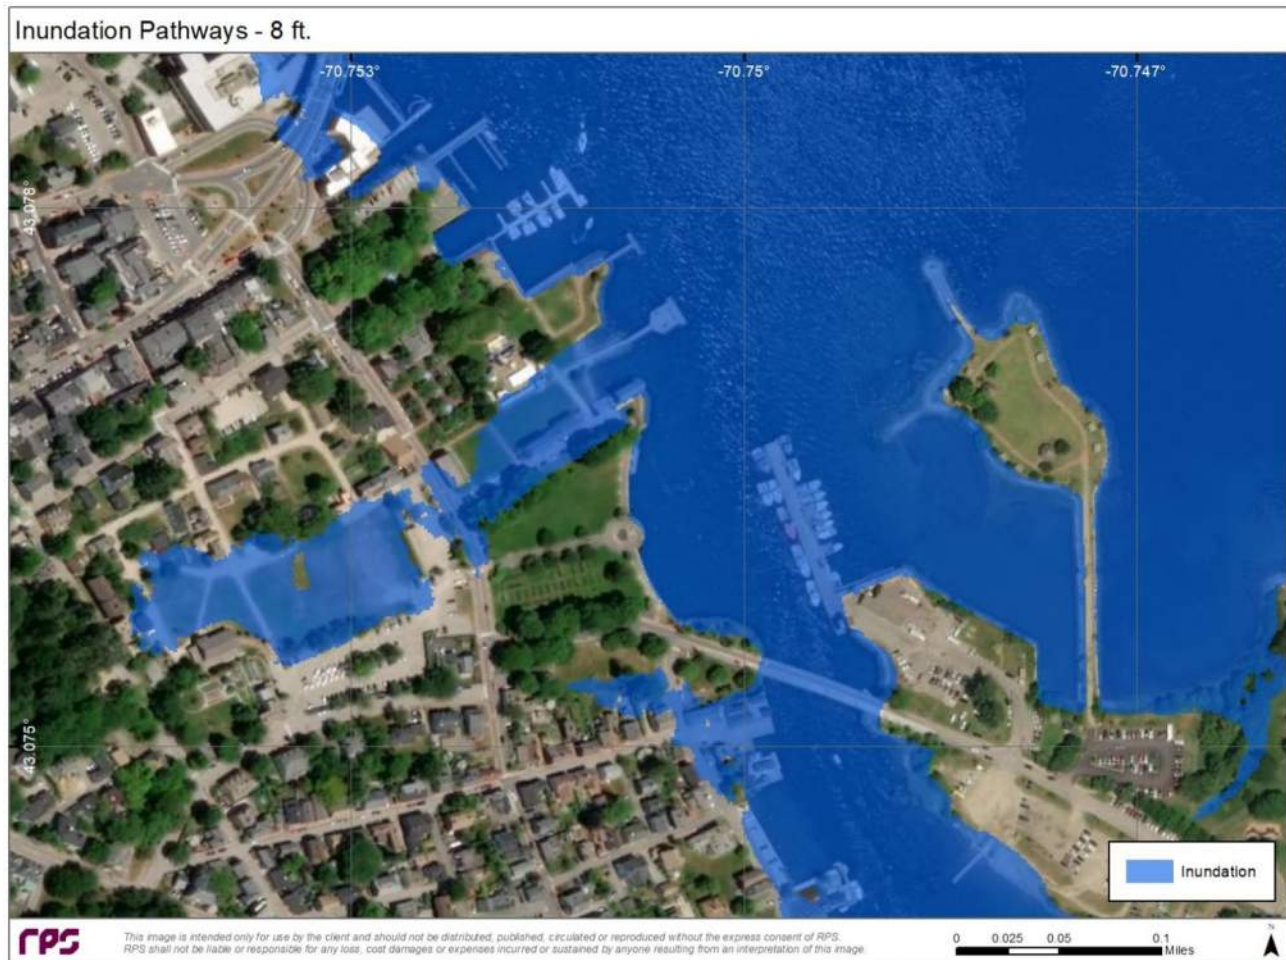 Inundation Pathways - 8 ft.
-70.753° -70.75° -70.747°
43.078°
43.075°
Inundation
rps
This image is intended only for use by the client and should not be distributed, published, circulated or reproduced without the express consent of RPS.
RPS shall not be liable or responsible for any loss, cost damages or expenses incurred or sustained by anyone resulting from an interpretation of this image.
0 0.025 0.05 0.1
Miles
N